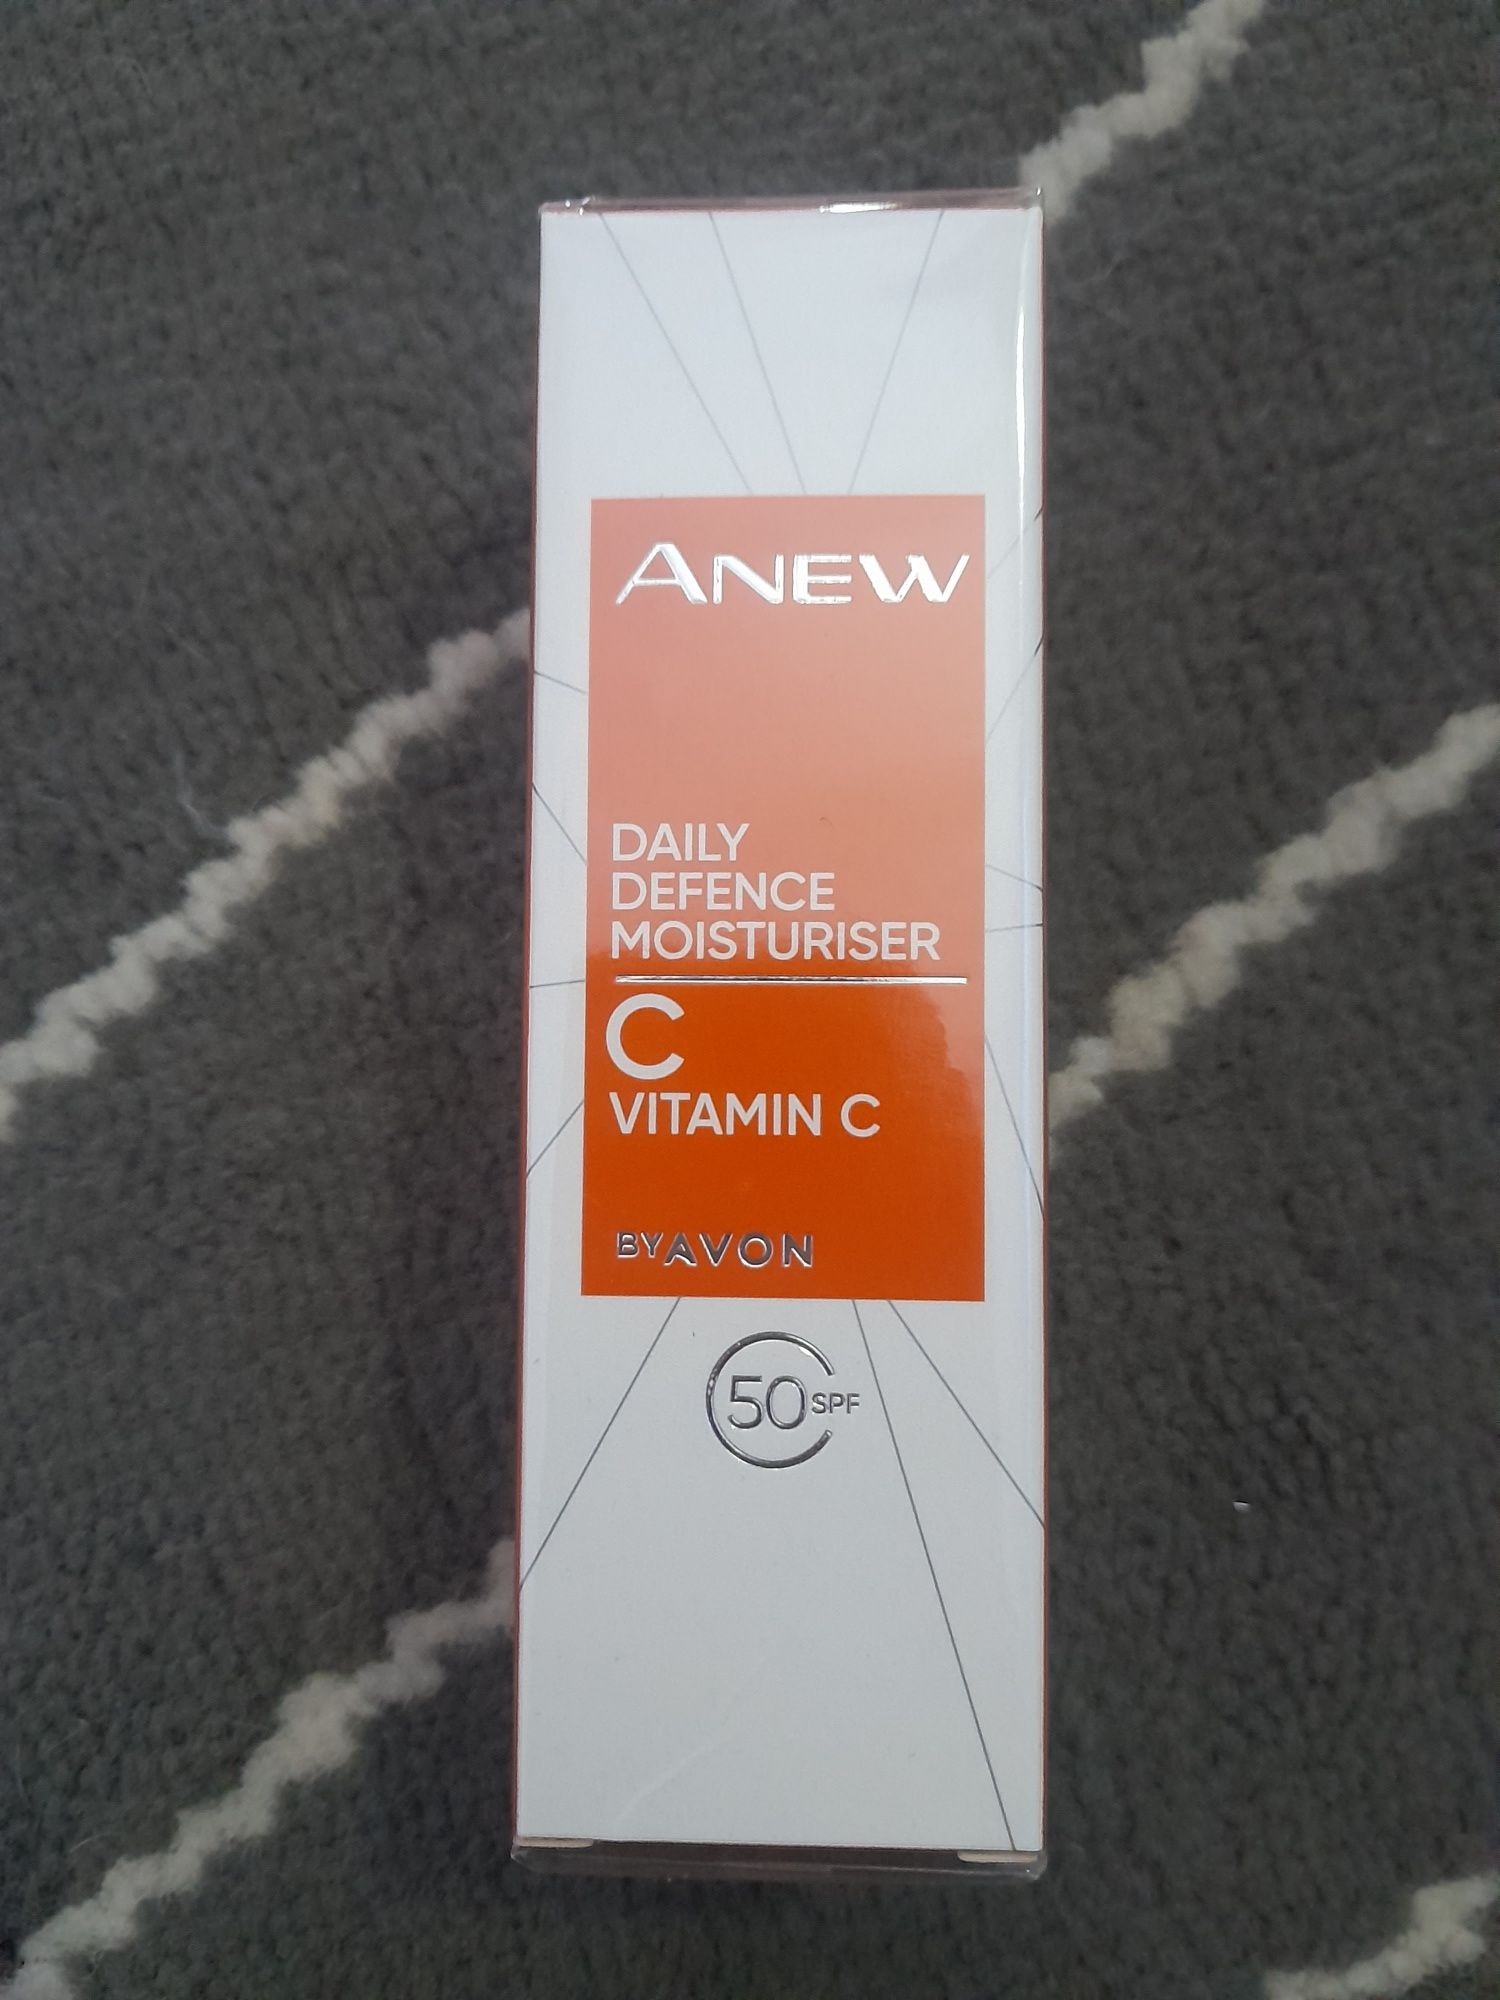 ANEW
DAILY
DEFENCE
MOISTURISER
C
VITAMIN C
BY AVON
50 SPF